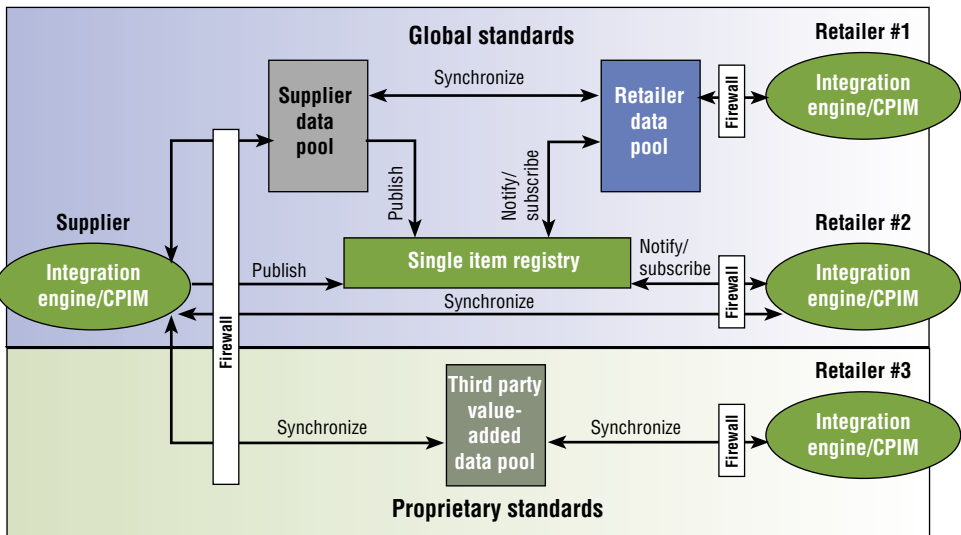 Global standards
Retailer #1
Synchronize
Supplier
data
pool
Retailer
data
pool
Firewall
Integration
engine/CPIM
Publish
Notify/
subscribe
Supplier
Retailer #2
Integration
engine/CPIM
Publish
Single item registry
Notify/
subscribe
Firewall
Integration
engine/CPIM
Synchronize
Firewall
Retailer #3
Third party
value-
added
data pool
Synchronize
Synchronize
Firewall
Integration
engine/CPIM
Proprietary standards